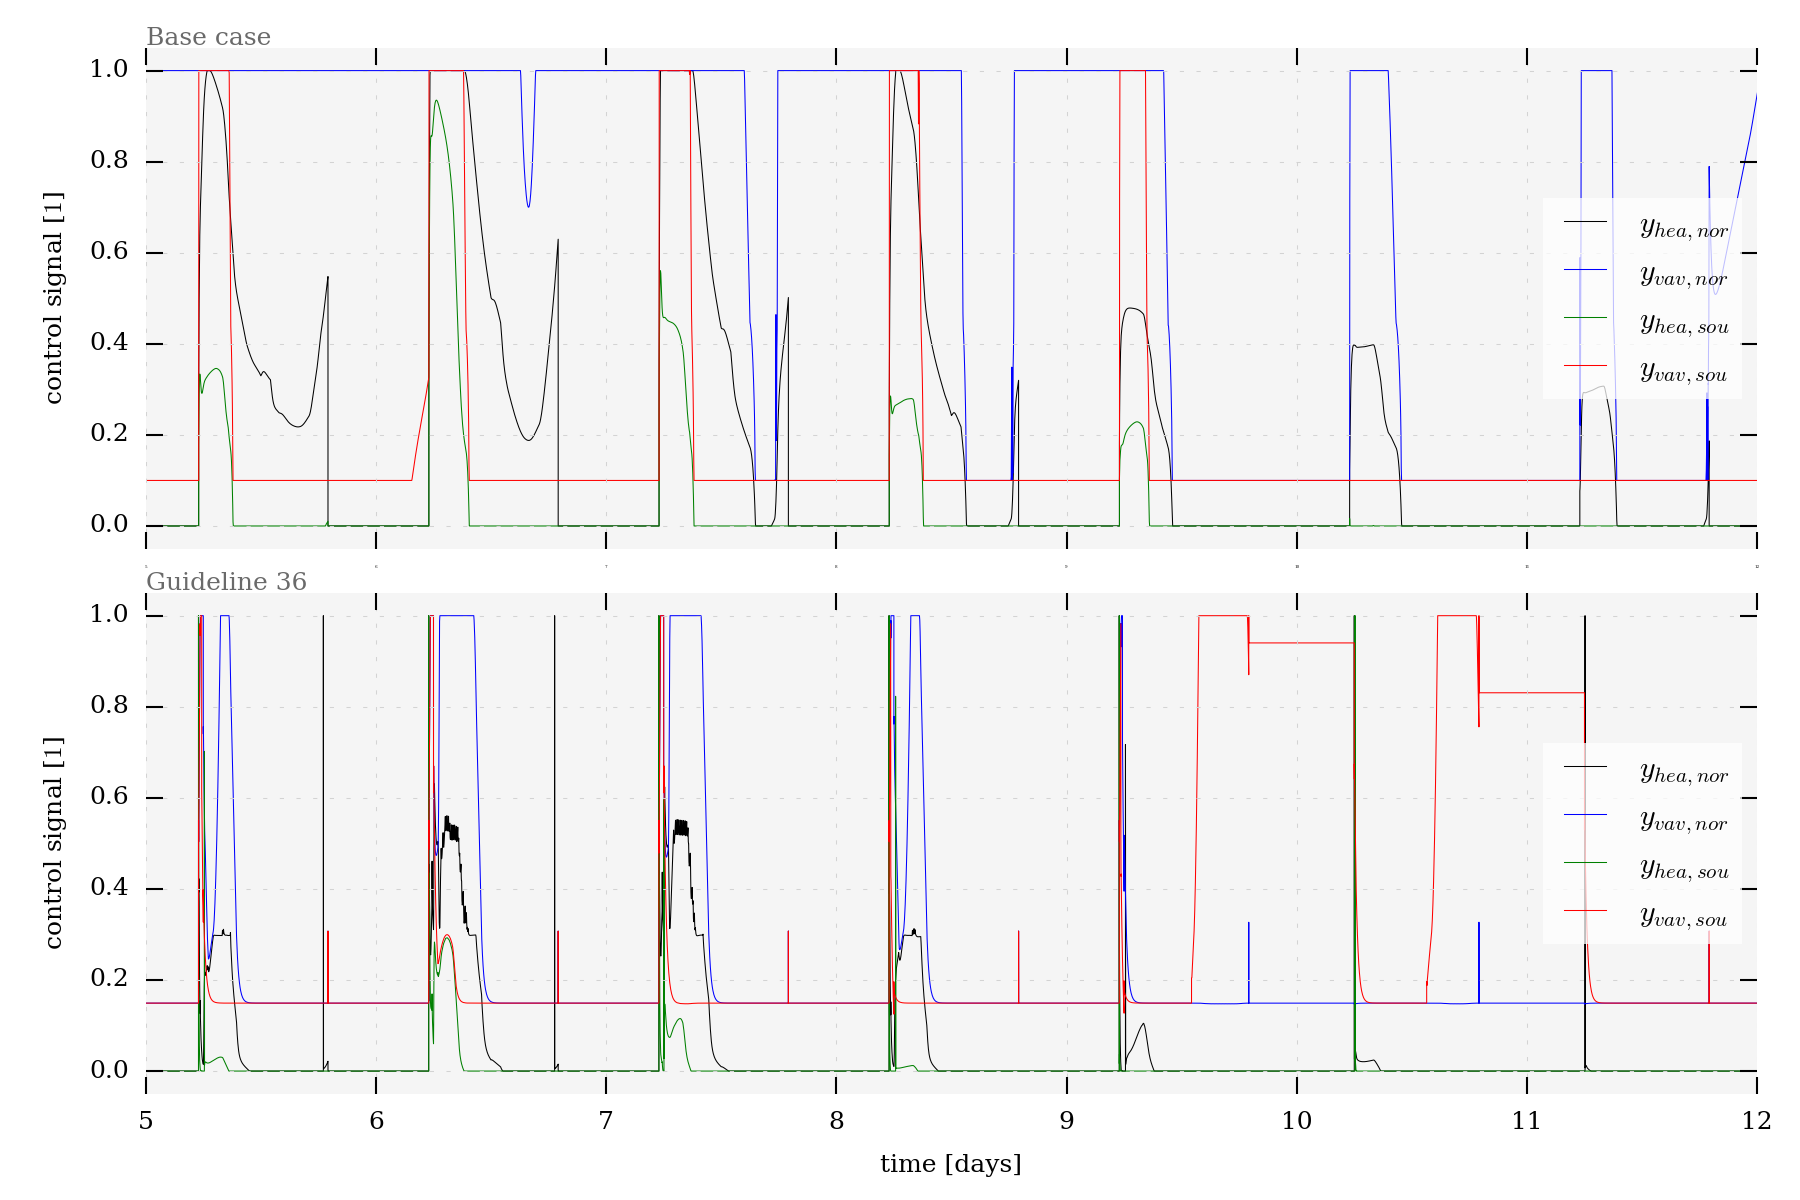 Base case
1.0
0.8
0.6
0.4
0.2
0.0
control signal [1]
y_hea, nor
y_vav, nor
y_hea, sou
y_vav, sou
Guideline 36
1.0
0.8
0.6
0.4
0.2
0.0
control signal [1]
y_hea, nor
y_vav, nor
y_hea, sou
y_vav, sou
5 6 7 8 9 10 11 12
time [days]